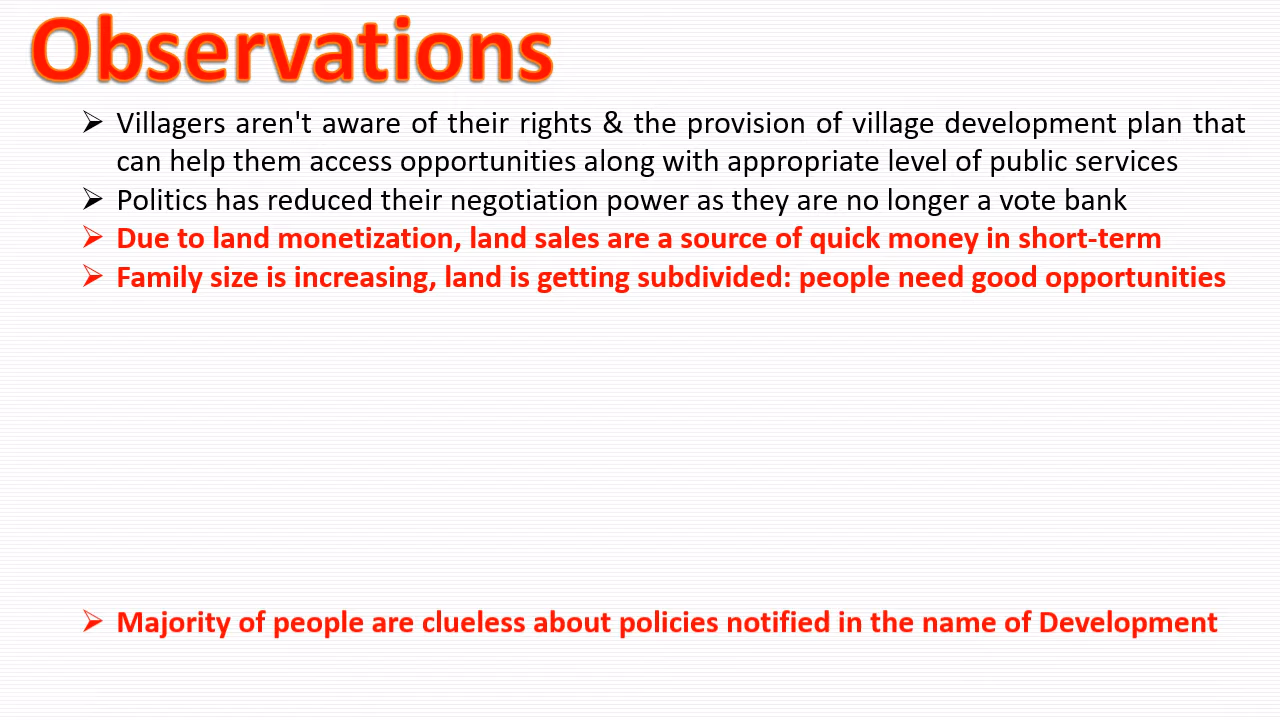 Observations
➢ Villagers aren't aware of their rights & the provision of village development plan that
can help them access opportunities along with appropriate level of public services
➢ Politics has reduced their negotiation power as they are no longer a vote bank
➢ Due to land monetization, land sales are a source of quick money in short-term
➢ Family size is increasing, land is getting subdivided: people need good opportunities
➢ Majority of people are clueless about policies notified in the name of Development